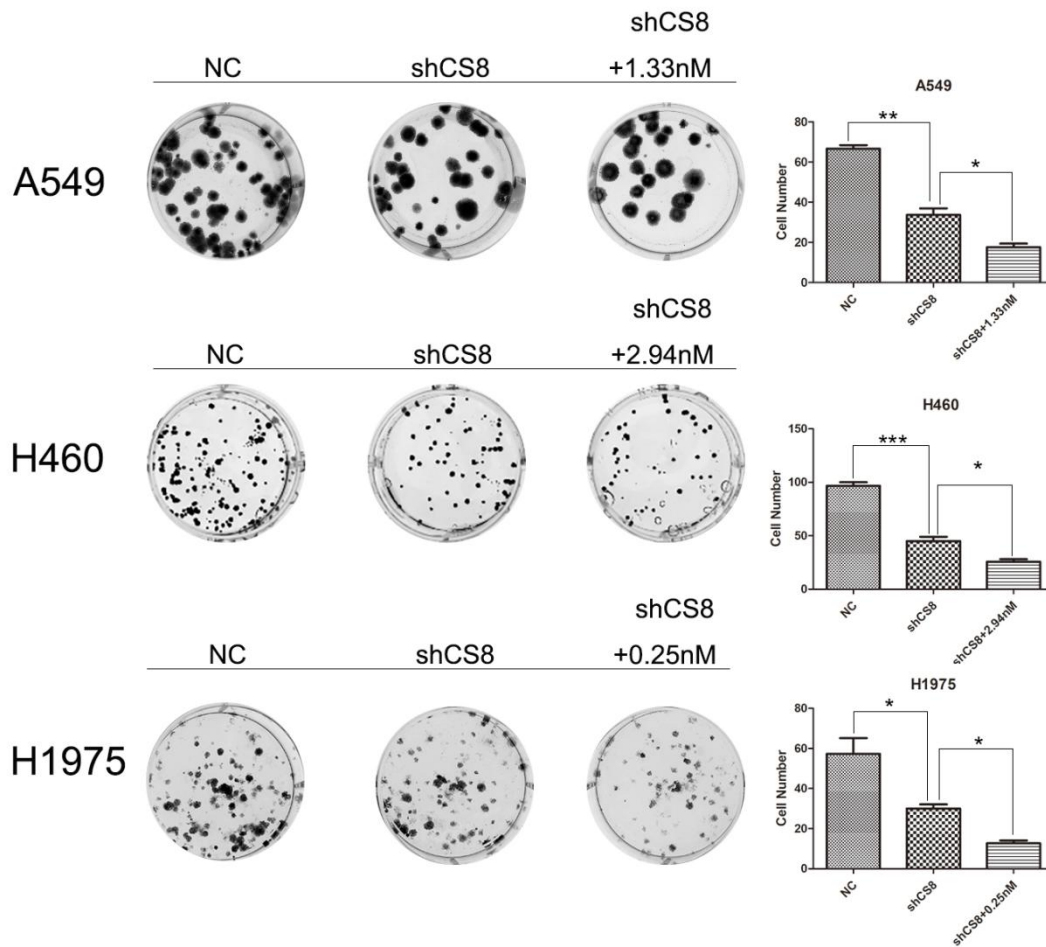 shCS8
NC shCS8 +1.33nM
A549
A549
Cell Number
80
60
40
20
0
**
*
NC
shCS8
shCS8+1.33nM
shCS8
NC shCS8 +2.94nM
H460
H460
Cell Number
150
100
50
0
***
*
NC
shCS8
shCS8+2.94nM
shCS8
NC shCS8 +0.25nM
H1975
H1975
Cell Number
80
60
40
20
0
*
*
NC
shCS8
shCS8+0.25nM